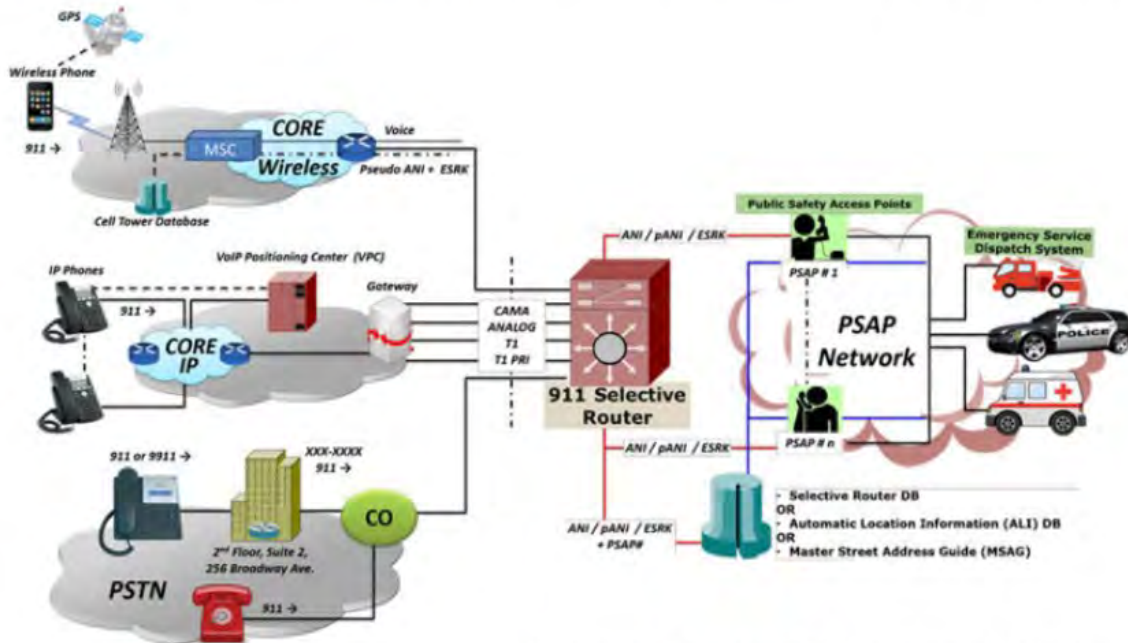 GPS
Wireless Phone
911 →
MSC
CORE
Wireless
Voice
Pseudo ANI + ESRK
Cell Tower Database
IP Phones
911 →
VoIP Positioning Center (VPC)
Gateway
CORE
IP
CAMA
ANALOG
T1
T1 PRI
911 Selective
Router
911 or 9911 →
XXX-XXXX
911 →
CO
2nd Floor, Suite 2,
256 Broadway Ave.
PSTN
911 →
ANI / pANI / ESRK
Public Safety Access Points
PSAP # 1
Emergency Service
Dispatch System
PSAP
Network
POLICE
ANI / pANI / ESRK
PSAP # n
ANI / pANI / ESRK
+ PSAP#
- Selective Router DB
OR
- Automatic Location Information (ALI) DB
OR
- Master Street Address Guide (MSAG)